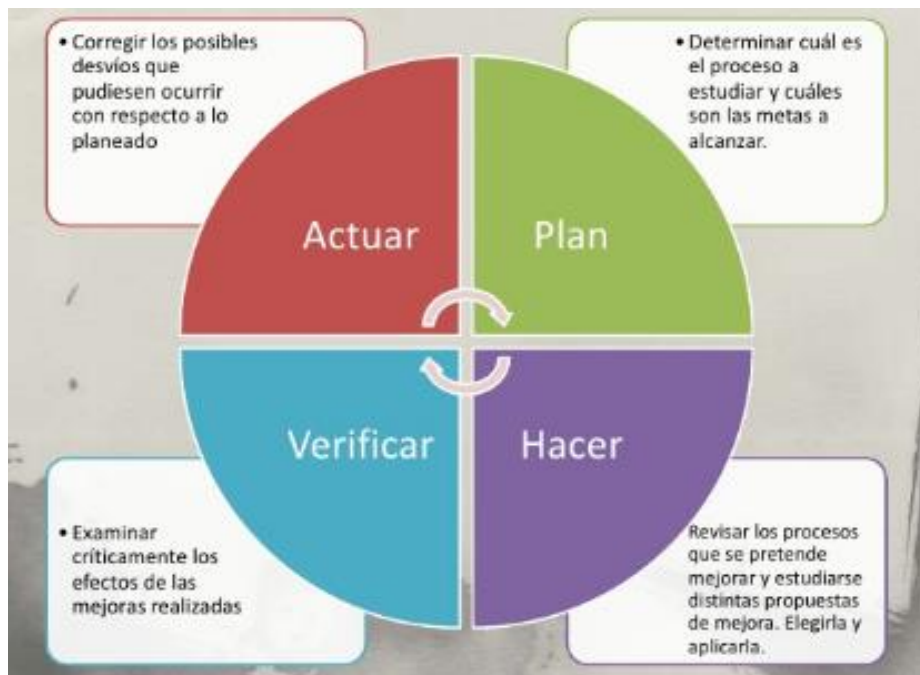 • Corregir los posibles
desvíos que
pudiesen ocurrir
con respecto a lo
planeado
• Determinar cuál es
el proceso a
estudiar y cuáles
son las metas a
alcanzar.
Actuar
Plan
Verificar
Hacer
• Examinar
críticamente los
efectos de las
mejoras realizadas
Revisar los procesos
que se pretende
mejorar y estudiarse
distintas propuestas
de mejora. Elegirla y
aplicarla.